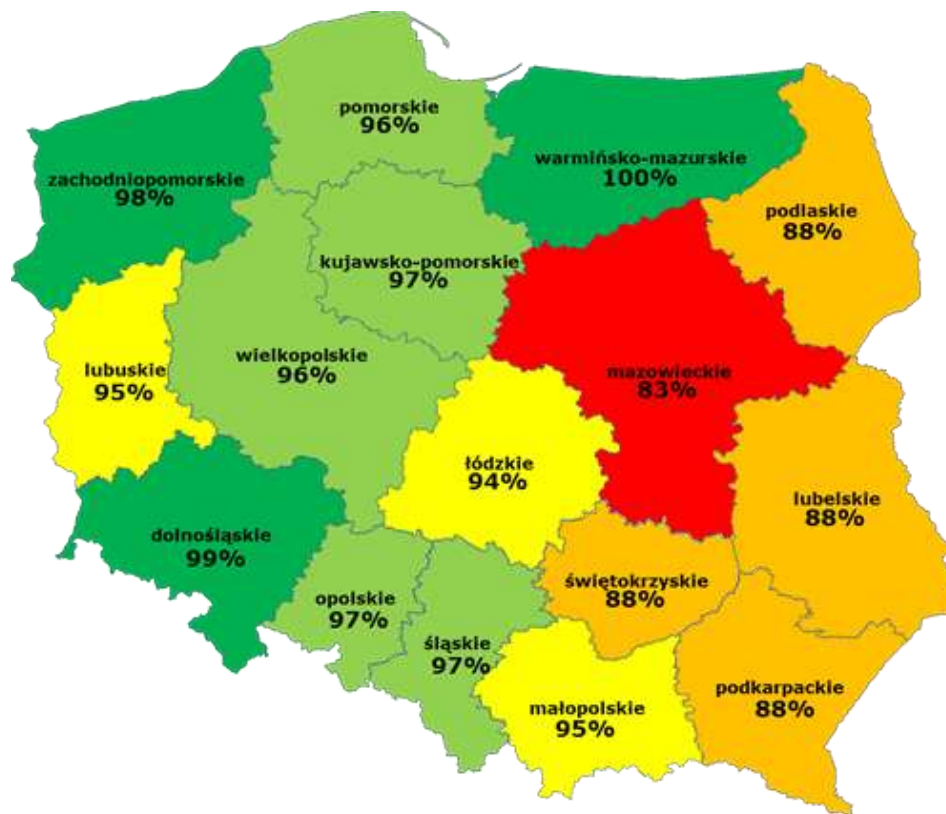 pomorskie
96%
warmińsko-mazurskie
100%
zachodniopomorskie
98%
podlaskie
88%
kujawsko-pomorskie
97%
wielkopolskie
96%
lubuskie
95%
mazowieckie
83%
łódzkie
94%
lubelskie
88%
dolnośląskie
99%
świętokrzyskie
88%
opolskie
97%
śląskie
97%
podkarpackie
88%
małopolskie
95%